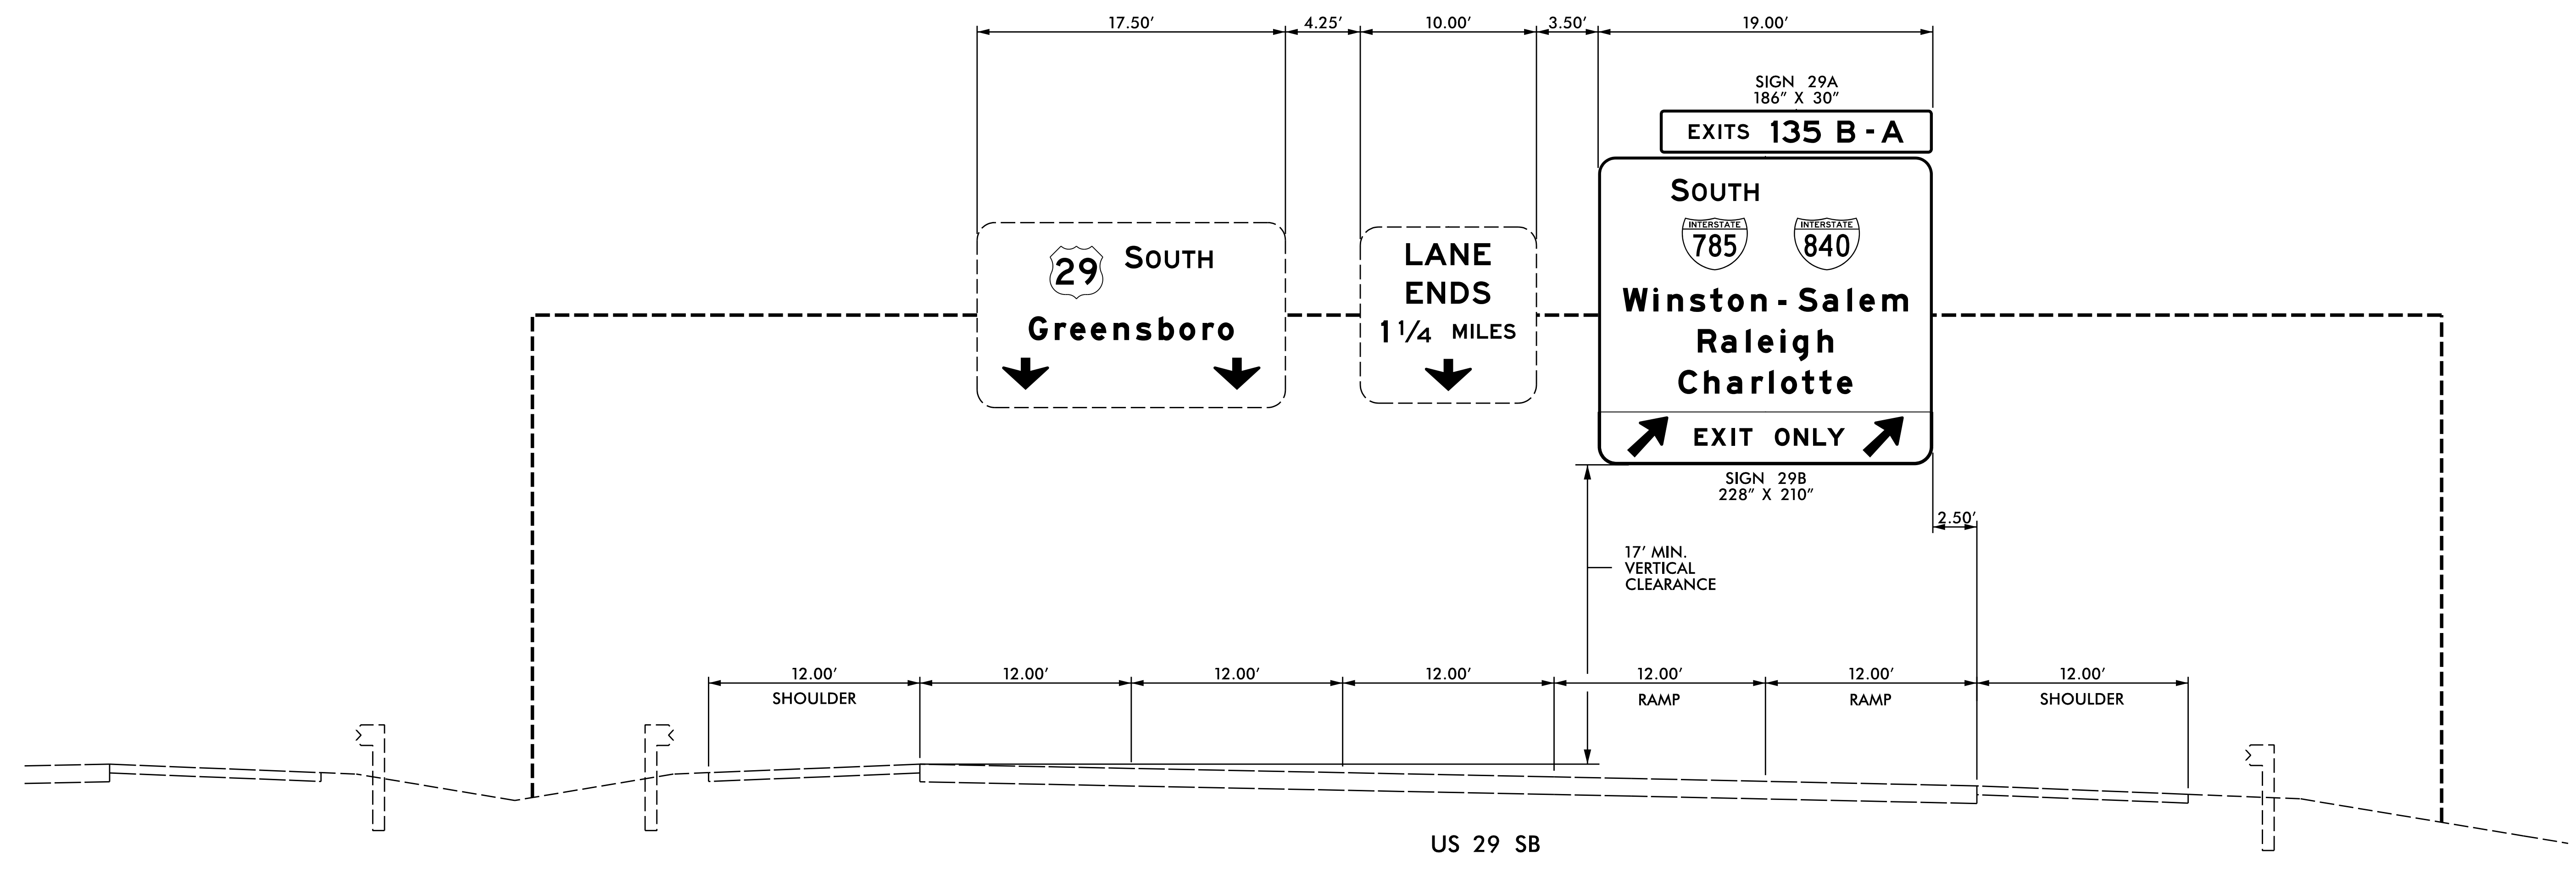 17.50′ 4.25′ 10.00′ 3.50′ 19.00′
SIGN 29A
186″ X 30″
EXITS 135 B - A
29 SOUTH
Greensboro
LANE
ENDS
1 1/4 MILES
SOUTH
INTERSTATE INTERSTATE
785 840
Winston - Salem
Raleigh
Charlotte
EXIT ONLY
SIGN 29B
228″ X 210″
2.50′
17′ MIN.
VERTICAL
CLEARANCE
12.00′ 12.00′ 12.00′ 12.00′ 12.00′ 12.00′ 12.00′
SHOULDER RAMP RAMP SHOULDER
US 29 SB